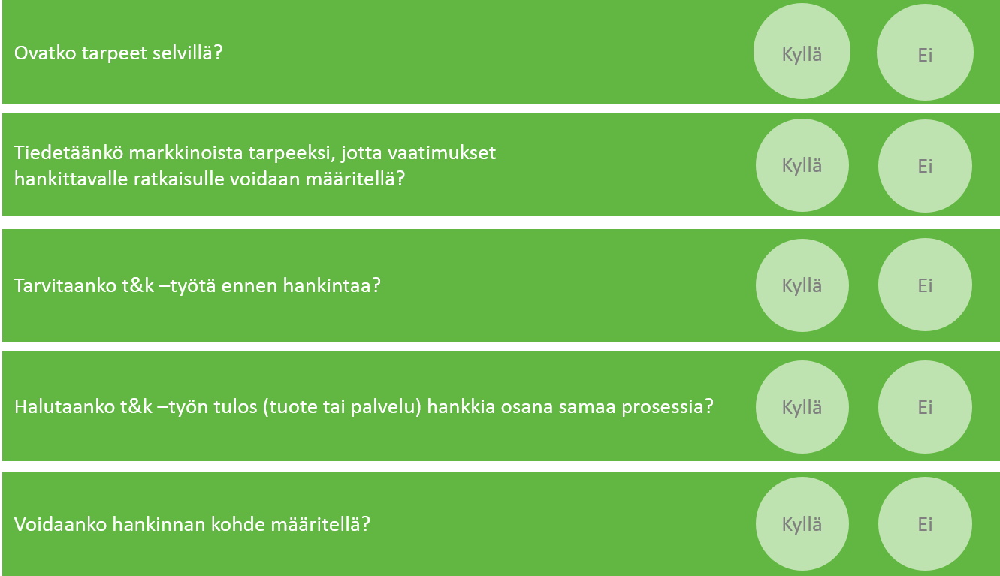 Ovatko tarpeet selvillä?
Kyllä
Ei
Tiedetäänkö markkinoista tarpeeksi, jotta vaatimukset
hankittavalle ratkaisulle voidaan määritellä?
Kyllä
Ei
Tarvitaanko t&k –työtä ennen hankintaa?
Kyllä
Ei
Halutaanko t&k –työn tulos (tuote tai palvelu) hankkia osana samaa prosessia?
Kyllä
Ei
Voidaanko hankinnan kohde määritellä?
Kyllä
Ei